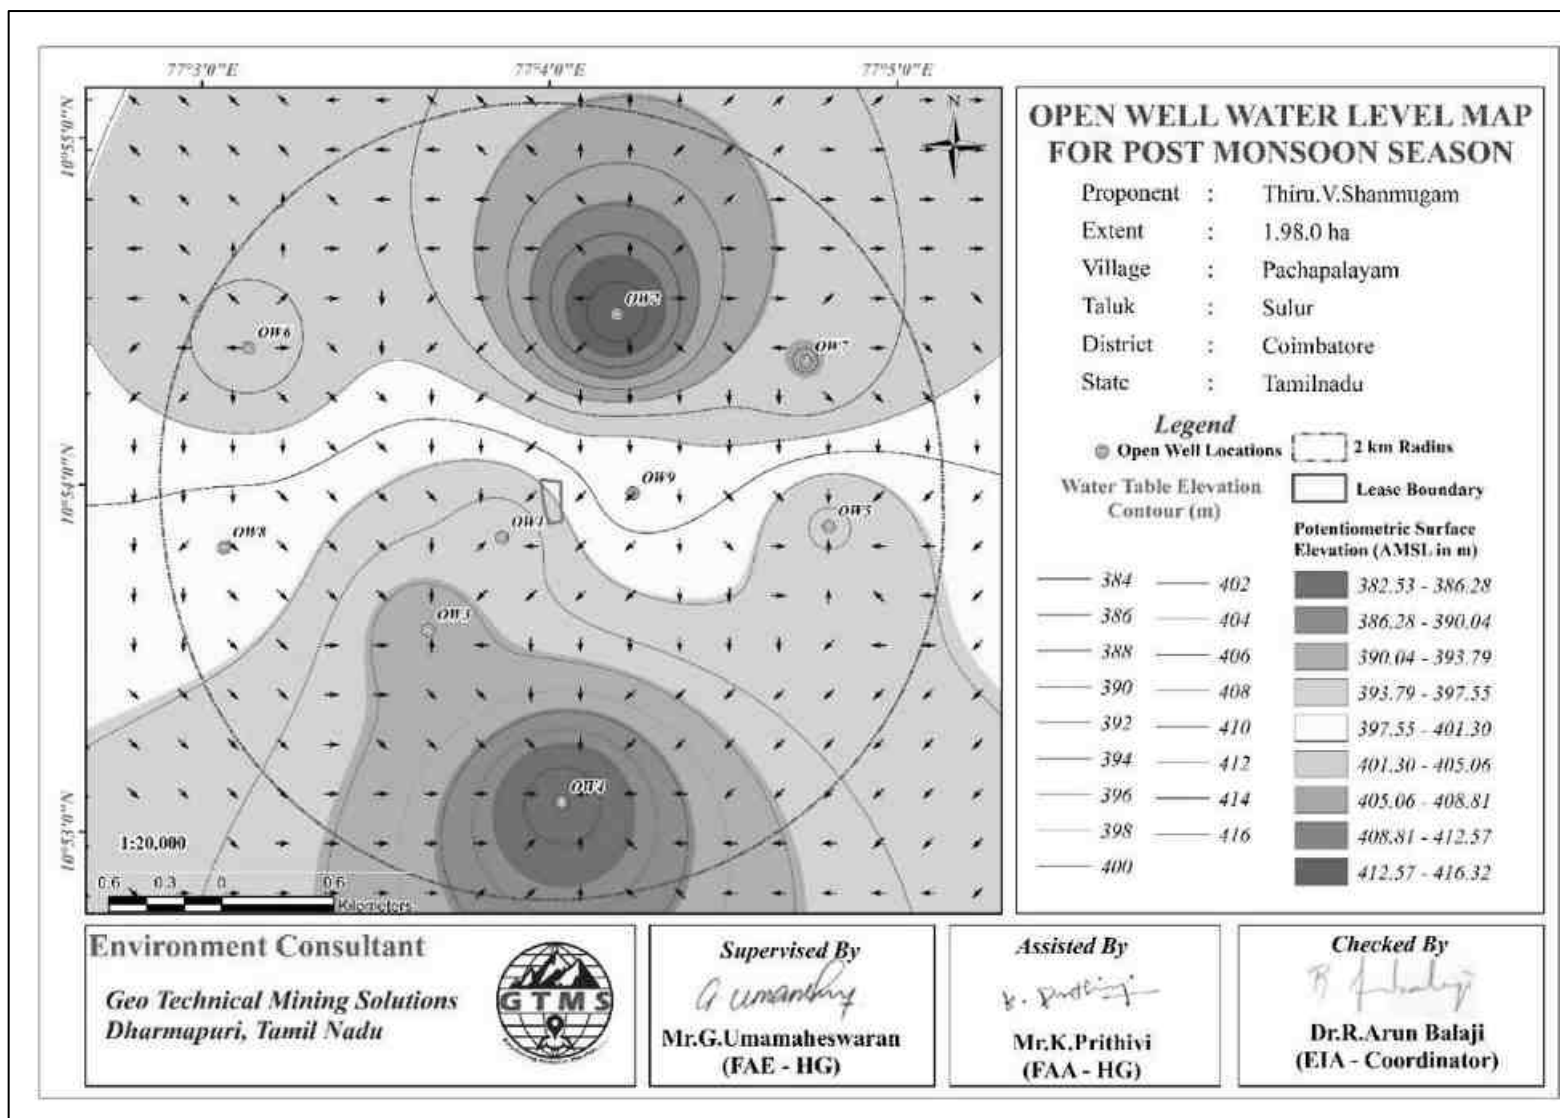 77°3'0"E
77°4'0"E
77°5'0"E
10°55'0"N
10°54'0"N
10°53'0"N
N
OW2
OW6
OW7
OW9
OW1
OW5
OW8
OW3
OW4
1:20,000
0.6 0.3 0 0.6
Kilometers
OPEN WELL WATER LEVEL MAP
FOR POST MONSOON SEASON
Proponent : Thiru.V.Shanmugam
Extent : 1.98.0 ha
Village : Pachapalayam
Taluk : Sulur
District : Coimbatore
State : Tamilnadu
Legend
Open Well Locations
2 km Radius
Lease Boundary
Water Table Elevation
Contour (m)
384
386
388
390
392
394
396
398
400
402
404
406
408
410
412
414
416
Potentiometric Surface
Elevation (AMSL in m)
382.53 - 386.28
386.28 - 390.04
390.04 - 393.79
393.79 - 397.55
397.55 - 401.30
401.30 - 405.06
405.06 - 408.81
408.81 - 412.57
412.57 - 416.32
Environment Consultant
Geo Technical Mining Solutions
Dharmapuri, Tamil Nadu
GTMS
Supervised By
Mr.G.Umamaheswaran
(FAE - HG)
Assisted By
Mr.K.Prithivi
(FAA - HG)
Checked By
Dr.R.Arun Balaji
(EIA - Coordinator)